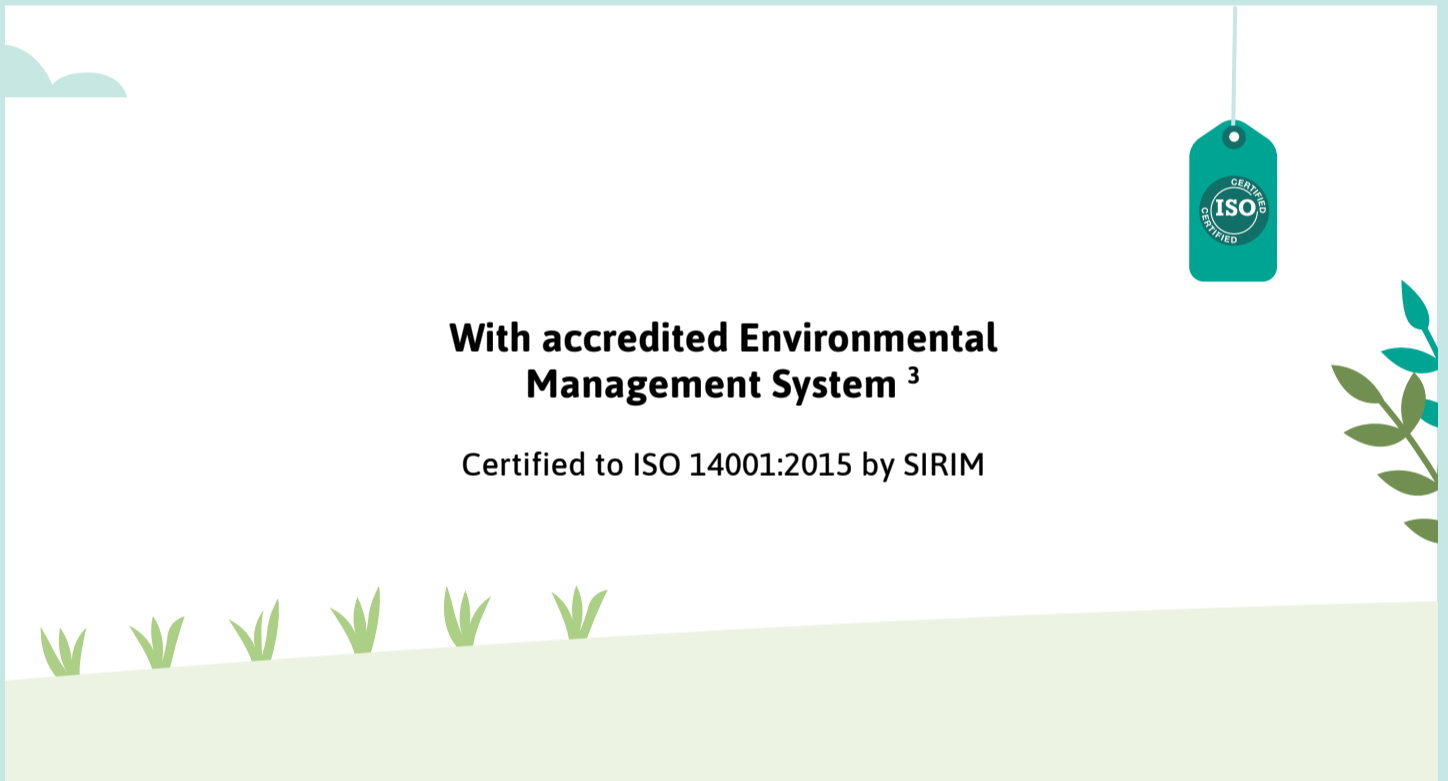 CERTIFIED
ISO
CERTIFIED
With accredited Environmental
Management System ³
Certified to ISO 14001:2015 by SIRIM